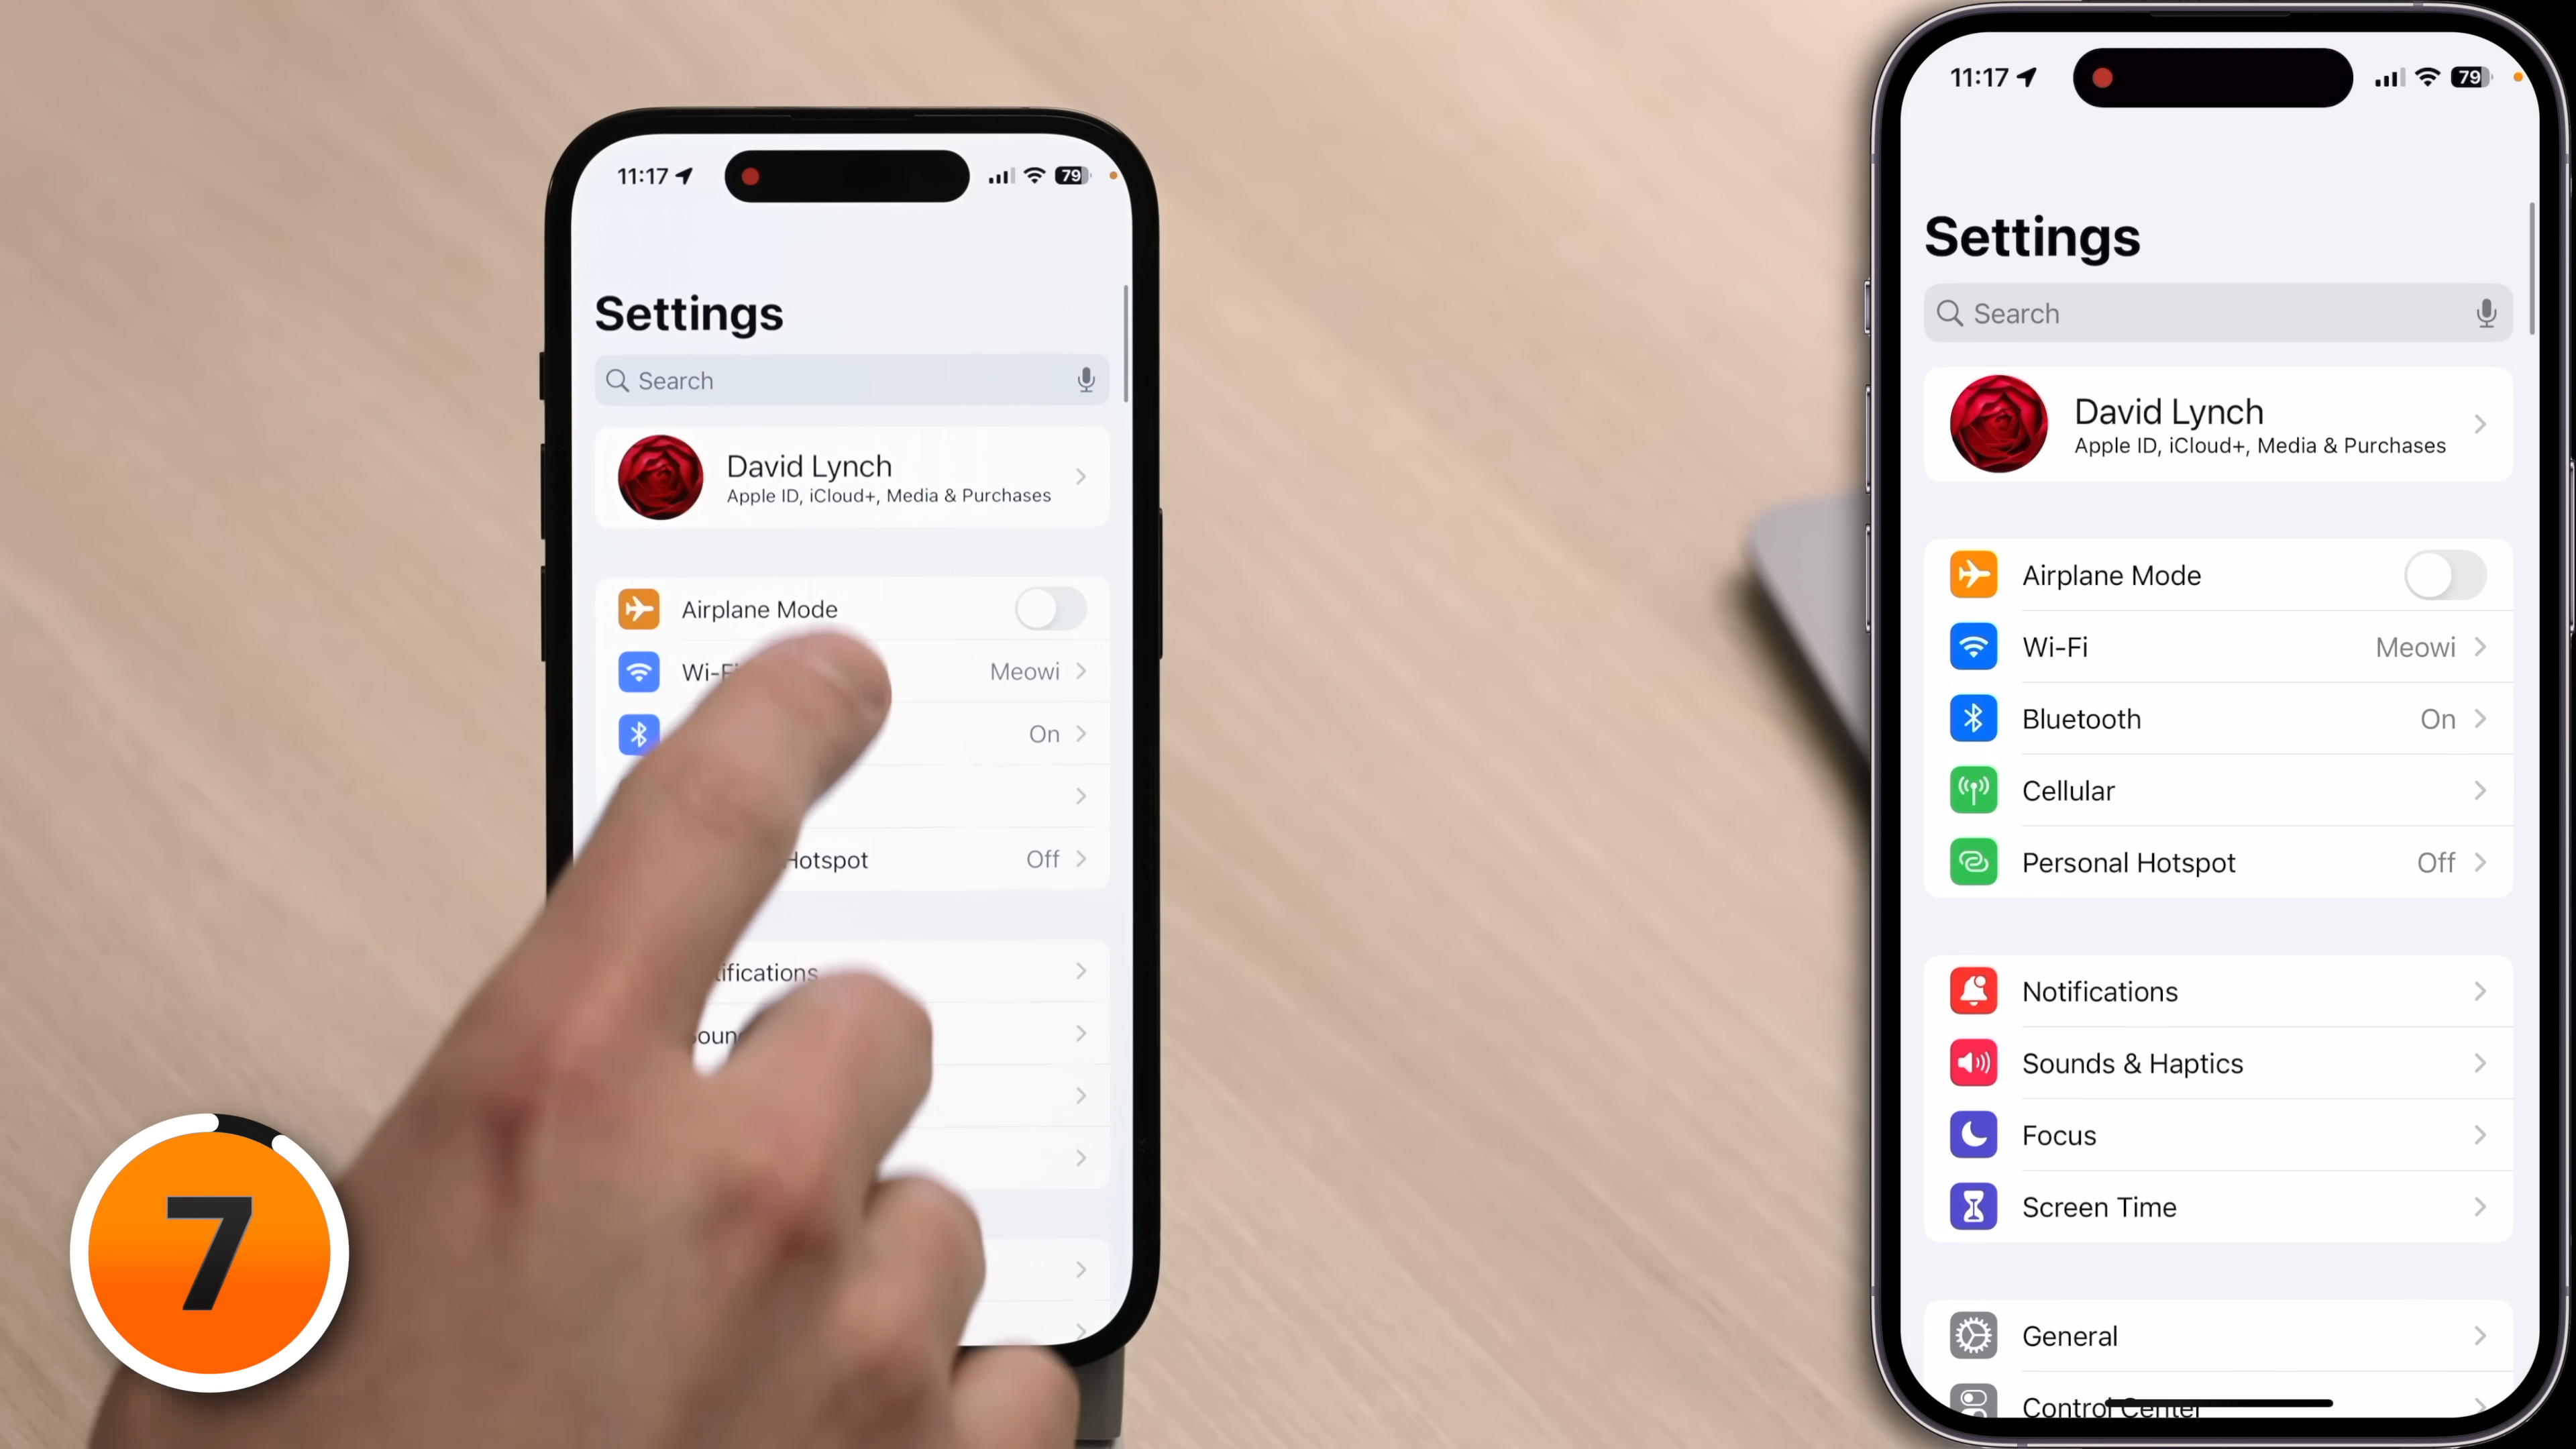 11:17
79
Settings
Search
David Lynch
Apple ID, iCloud+, Media & Purchases
Airplane Mode
Meowi
On
Hotspot
Off
7
11:17
79
Settings
Search
David Lynch
Apple ID, iCloud+, Media & Purchases
Airplane Mode
Wi-Fi
Meowi
Bluetooth
On
Cellular
Personal Hotspot
Off
Notifications
Sounds & Haptics
Focus
Screen Time
General
Control Center